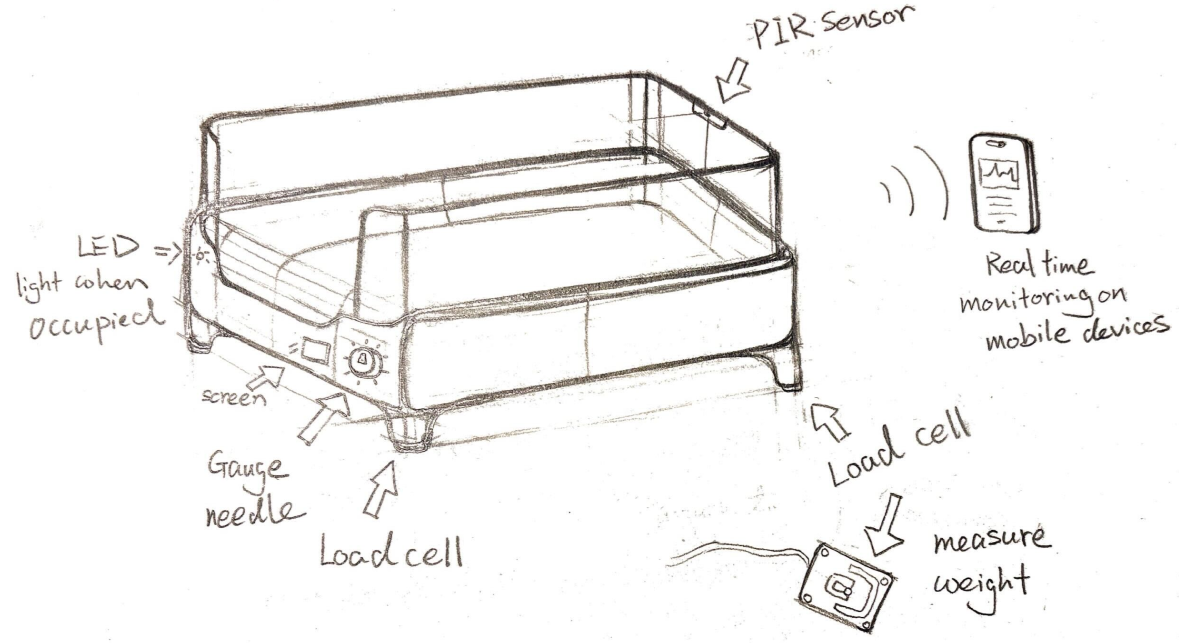 PIR sensor
LED
light when
occupied
screen
Gauge
needle
Load cell
Real time
monitoring on
mobile devices
Load cell
measure
weight